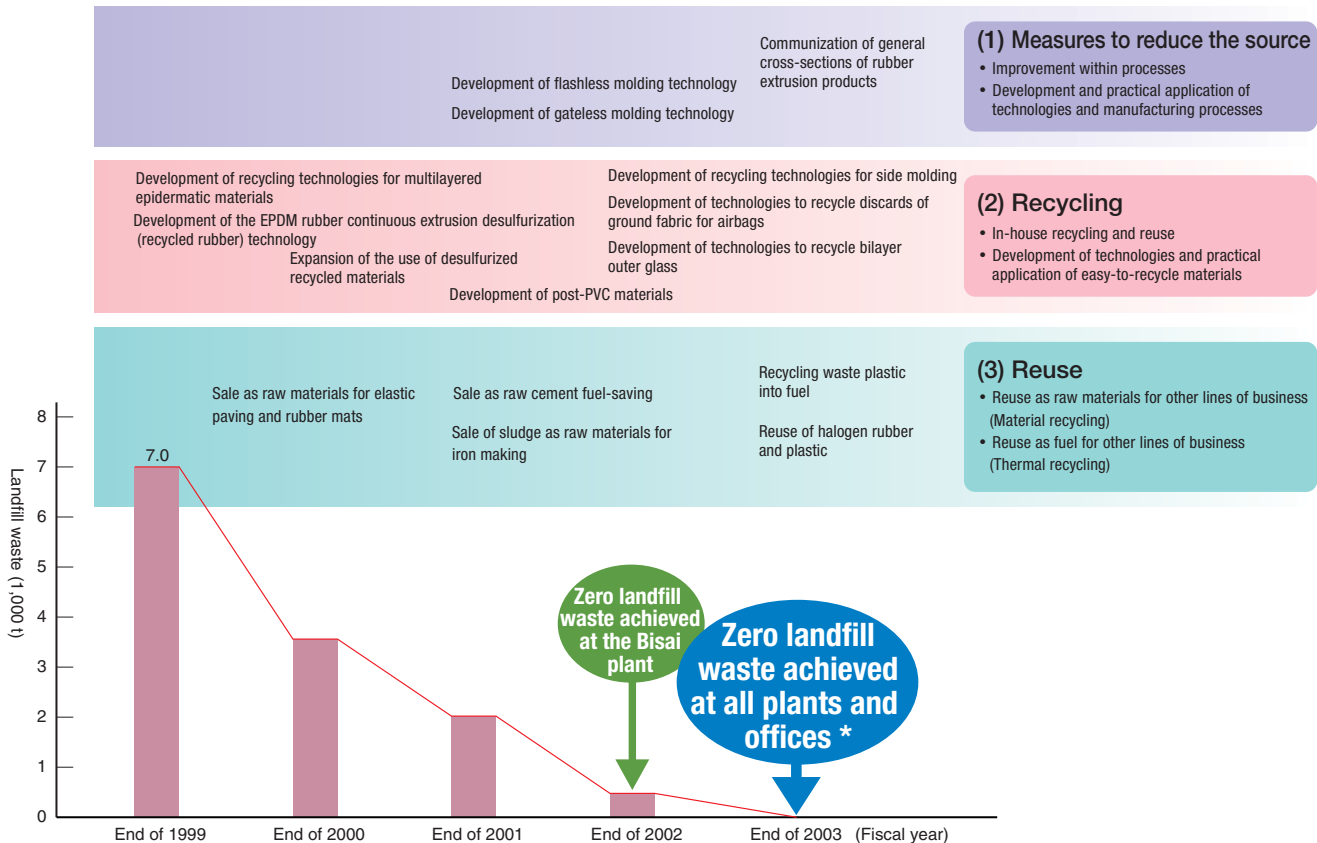 Communization of general
cross-sections of rubber
extrusion products
Development of flashless molding technology
Development of gateless molding technology
(1) Measures to reduce the source
• Improvement within processes
• Development and practical application of
technologies and manufacturing processes
Development of recycling technologies for multilayered
epidermatic materials
Development of the EPDM rubber continuous extrusion desulfurization
(recycled rubber) technology
Expansion of the use of desulfurized
recycled materials
Development of post-PVC materials
Development of recycling technologies for side molding
Development of technologies to recycle discards of
ground fabric for airbags
Development of technologies to recycle bilayer
outer glass
(2) Recycling
• In-house recycling and reuse
• Development of technologies and practical
application of easy-to-recycle materials
Sale as raw materials for elastic
paving and rubber mats
Sale as raw cement fuel-saving
Sale of sludge as raw materials for
iron making
Recycling waste plastic
into fuel
Reuse of halogen rubber
and plastic
(3) Reuse
• Reuse as raw materials for other lines of business
(Material recycling)
• Reuse as fuel for other lines of business
(Thermal recycling)
Landfill waste (1,000 t)
8
7
6
5
4
3
2
1
0
7.0
Zero landfill
waste achieved
at the Bisai
plant
Zero landfill
waste achieved
at all plants and
offices *
End of 1999
End of 2000
End of 2001
End of 2002
End of 2003
(Fiscal year)